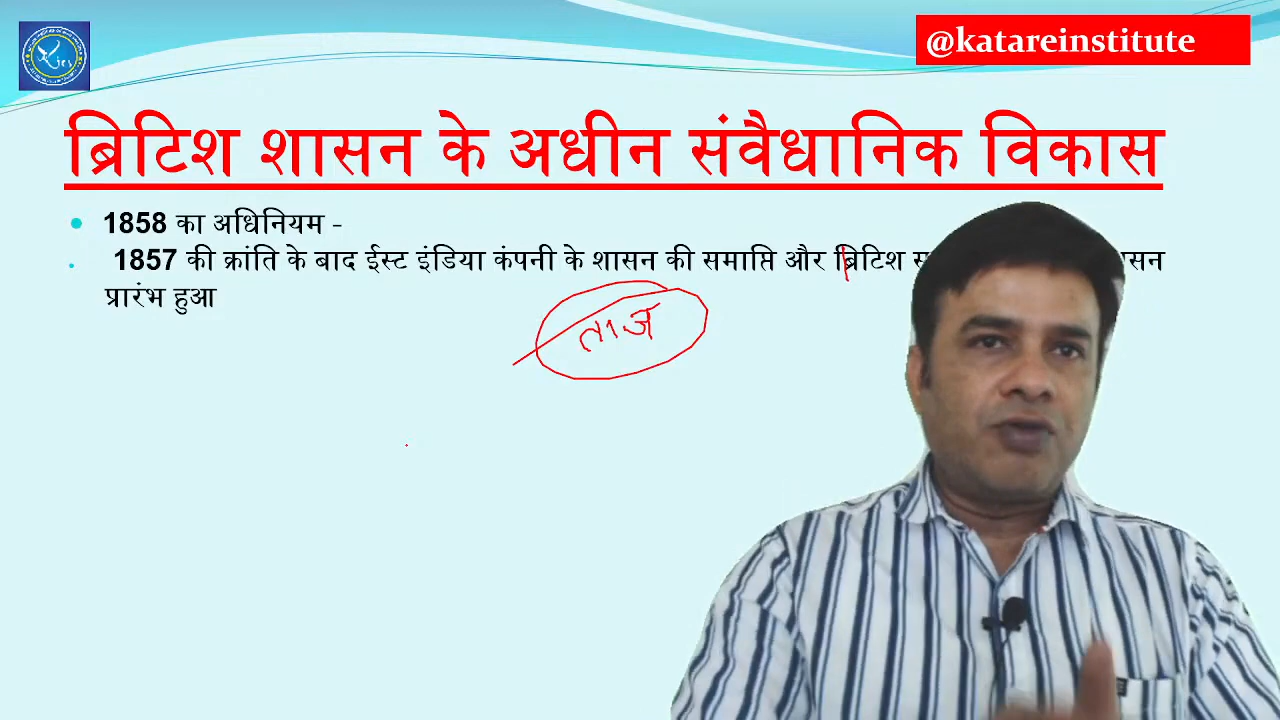 @katareinstitute
ब्रिटिश शासन के अधीन संवैधानिक विकास
1858 का अधिनियम -
1857 की क्रांति के बाद ईस्ट इंडिया कंपनी के शासन की समाप्ति और ब्रिटिश
प्रारंभ हुआ
ताज